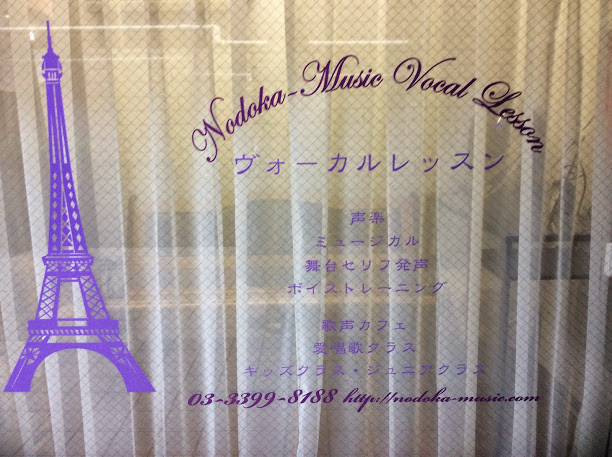 Nodoka-Music Vocal Lesson
ヴォーカルレッスン
声楽
ミュージカル
舞台セリフ発声
ボイストレーニング
歌声カフェ
愛唱歌クラス
キッズクラス・ジュニアクラス
03-3399-8188 http://nodoka-music.com